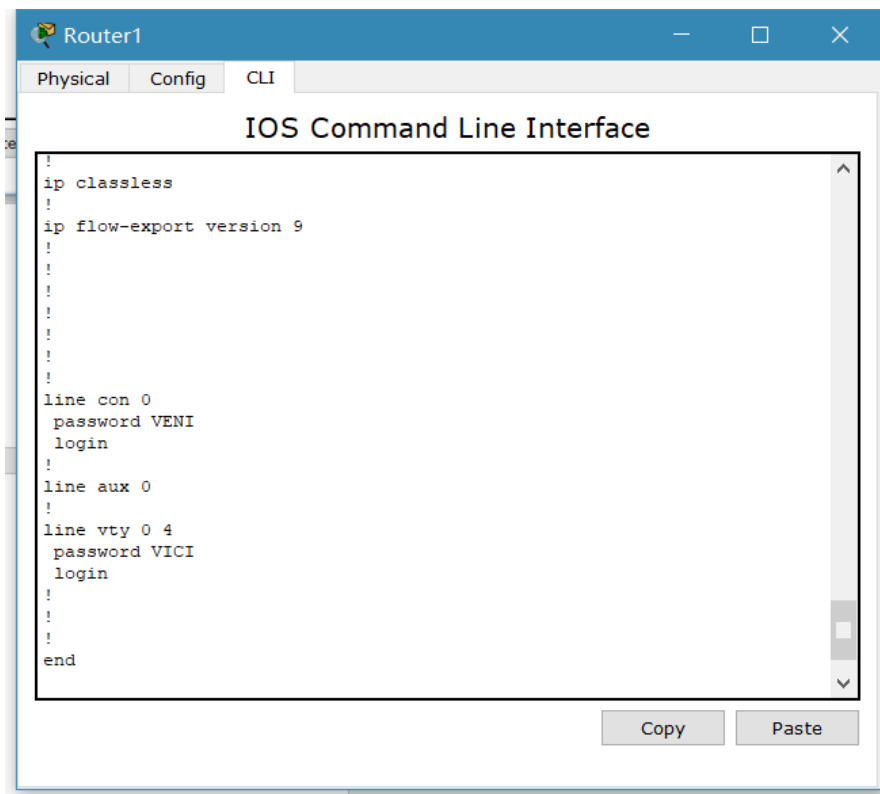 Router1
Physical Config CLI
IOS Command Line Interface
!
ip classless
!
ip flow-export version 9
!
!
!
!
!
!
!
line con 0
 password VENI
 login
!
line aux 0
!
line vty 0 4
 password VICI
 login
!
!
!
end
Copy Paste